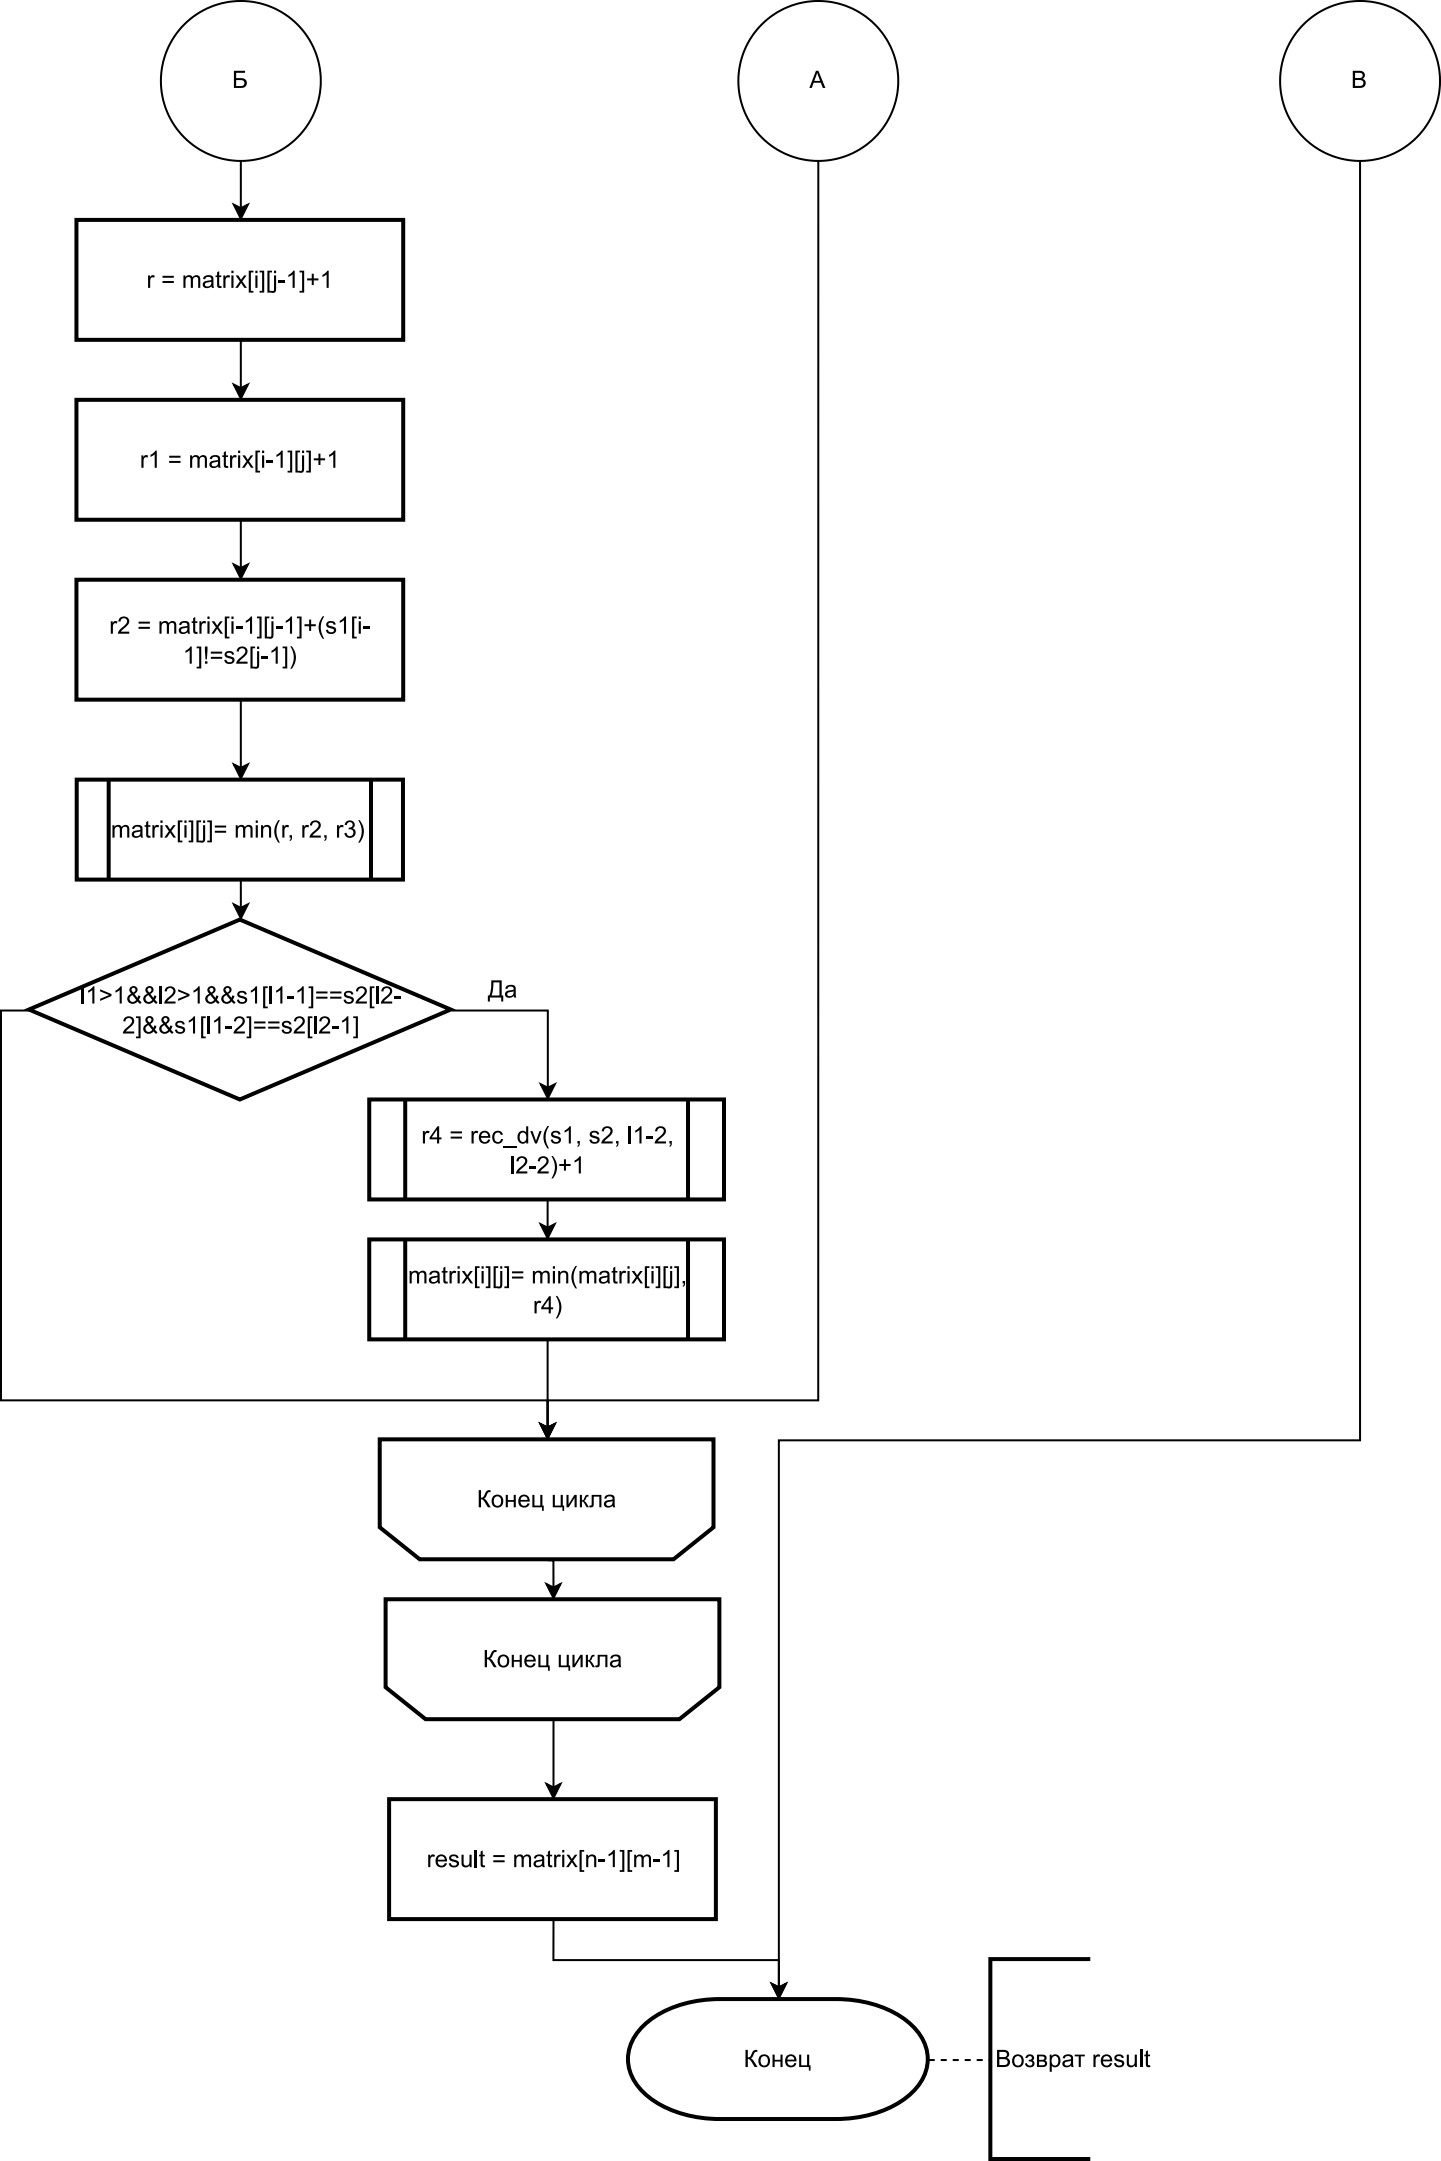 Б
А
В
r = matrix[i][j-1]+1
r1 = matrix[i-1][j]+1
r2 = matrix[i-1][j-1]+(s1[i-
1]!=s2[j-1])
matrix[i][j]= min(r, r2, r3)
l1>1&&l2>1&&s1[l1-1]==s2[l2-
2]&&s1[l1-2]==s2[l2-1]
Да
r4 = rec_dv(s1, s2, l1-2,
l2-2)+1
matrix[i][j]= min(matrix[i][j],
r4)
Конец цикла
Конец цикла
result = matrix[n-1][m-1]
Конец
Возврат result